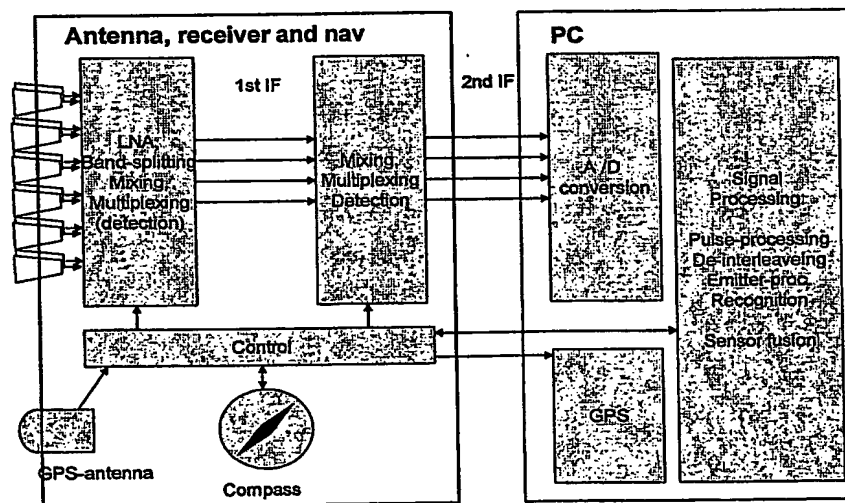 Antenna, receiver and nav
PC
1st IF
2nd IF
LNA,
Band-splitting
Mixing,
Multiplexing
(detection)
Mixing,
Multiplexing
Detection
A /D
conversion
Signal
Processing:
Pulse-processing
De-interleaveing
Emitter-proc.
Recognition
Sensor fusion
Control
GPS
GPS-antenna
Compass